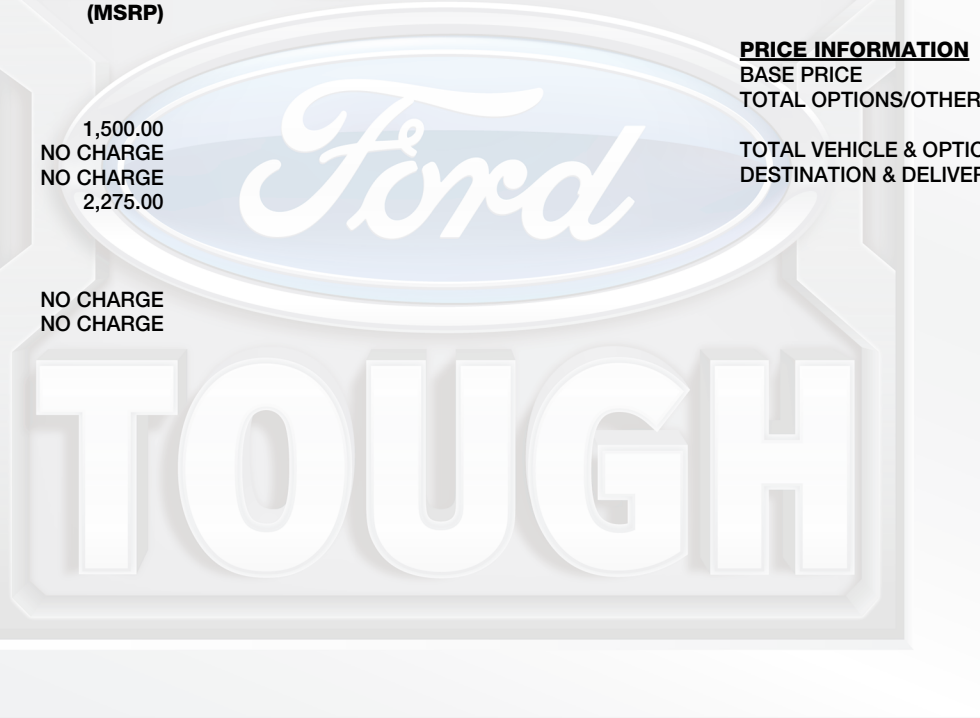 (MSRP)
1,500.00
NO CHARGE
NO CHARGE
2,275.00
NO CHARGE
NO CHARGE
PRICE INFORMATION
BASE PRICE
TOTAL OPTIONS/OTHER
TOTAL VEHICLE & OPTIO
DESTINATION & DELIVER
Ford
TOUGH